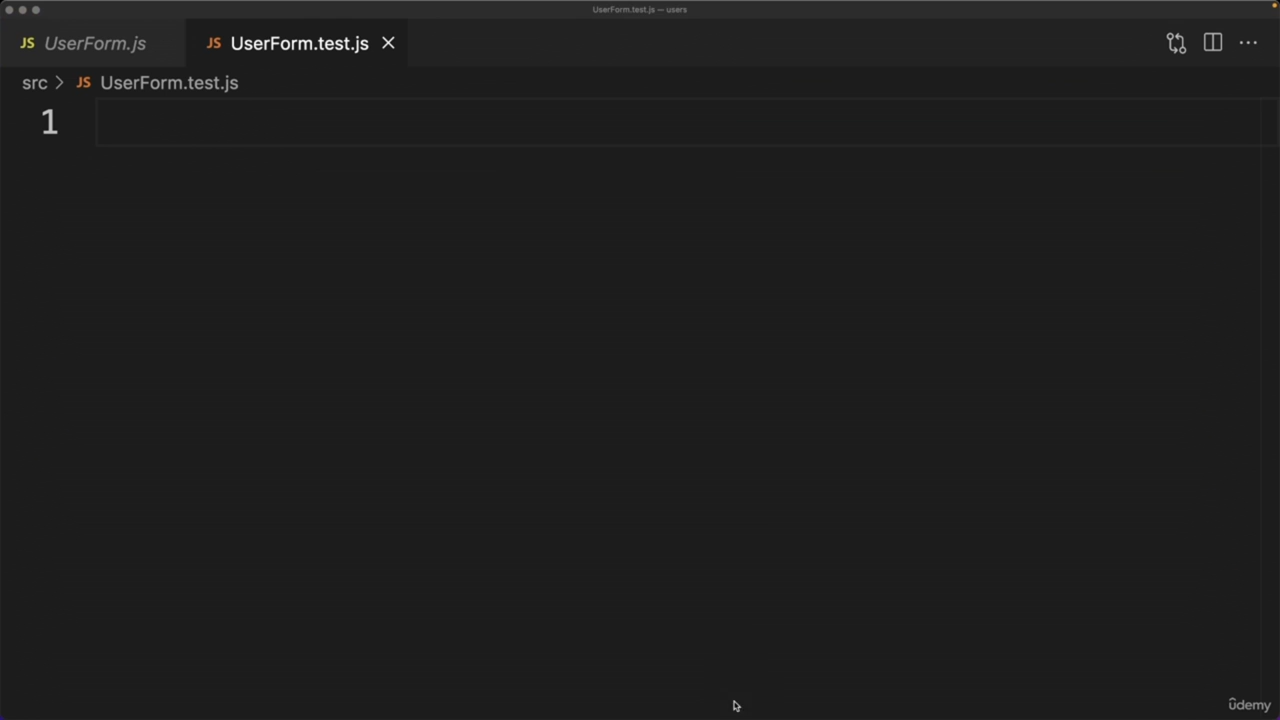 UserForm.test.js — users
JS UserForm.js JS UserForm.test.js
src > JS UserForm.test.js
1
ûdemy